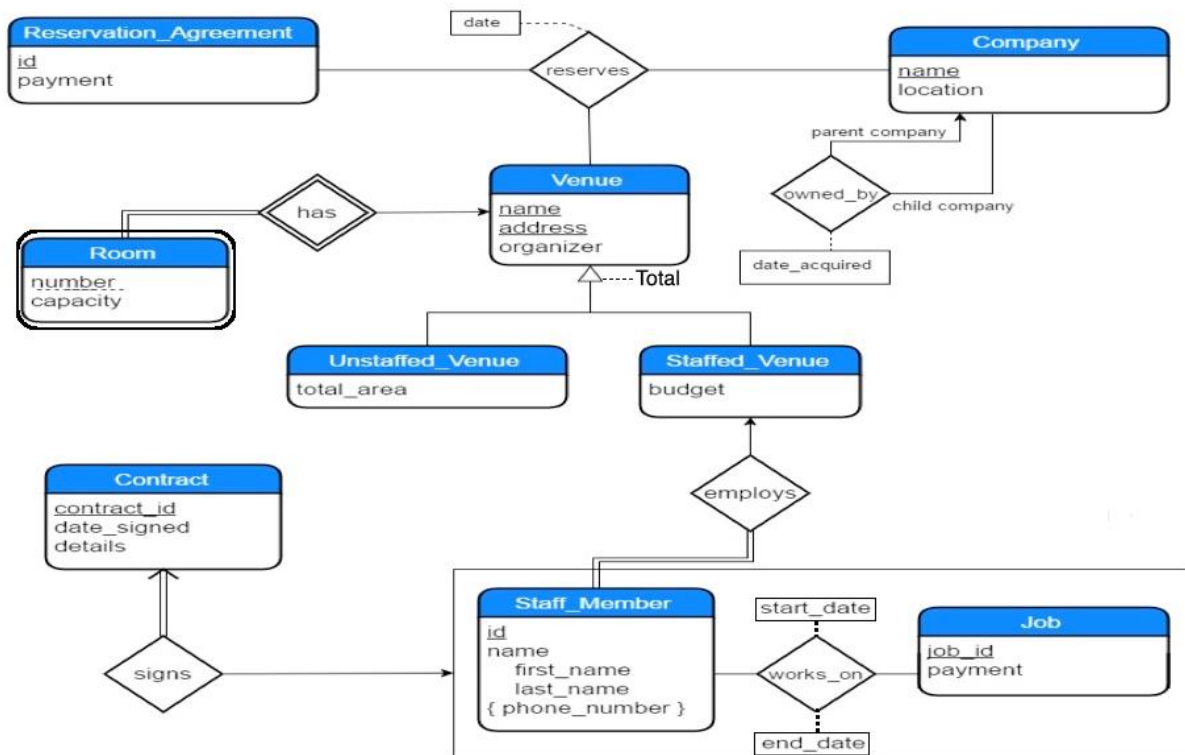 date
Reservation_Agreement
id
payment
reserves
Company
name
location
parent company
owned_by
child company
date_acquired
has
Venue
name
address
organizer
Room
number
capacity
Total
Unstaffed_Venue
total_area
Staffed_Venue
budget
Contract
contract_id
date_signed
details
employs
signs
Staff_Member
id
name
first_name
last_name
{ phone_number }
start_date
works_on
end_date
Job
job_id
payment